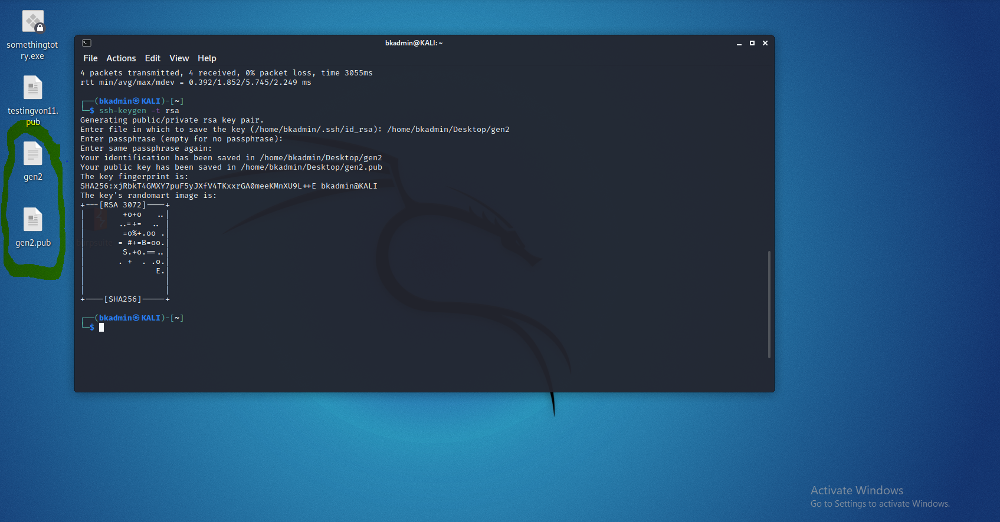 somethingtot
ry.exe
testingvon11.
pub
gen2
gen2.pub
bkadmin@KALI: ~
File Actions Edit View Help
4 packets transmitted, 4 received, 0% packet loss, time 3055ms
rtt min/avg/max/mdev = 0.392/1.852/5.745/2.249 ms
┌──(bkadmin㉿KALI)-[~]
└─$ ssh-keygen -t rsa
Generating public/private rsa key pair.
Enter file in which to save the key (/home/bkadmin/.ssh/id_rsa): /home/bkadmin/Desktop/gen2
Enter passphrase (empty for no passphrase):
Enter same passphrase again:
Your identification has been saved in /home/bkadmin/Desktop/gen2
Your public key has been saved in /home/bkadmin/Desktop/gen2.pub
The key fingerprint is:
SHA256:xjRbkT4GMXY7puF5yJXfV4TKxxrGA0meeKMnXU9L++E bkadmin@KALI
The key's randomart image is:
+---[RSA 3072]----+
|        +o+o   ..|
|       ..=+=  .. |
|        =o%+.oo .|
|       = #+=B=oo.|
|        S.+o.==..|
|       . +  . .o.|
|               E.|
|                 |
|                 |
+----[SHA256]-----+
┌──(bkadmin㉿KALI)-[~]
└─$
Activate Windows
Go to Settings to activate Windows.